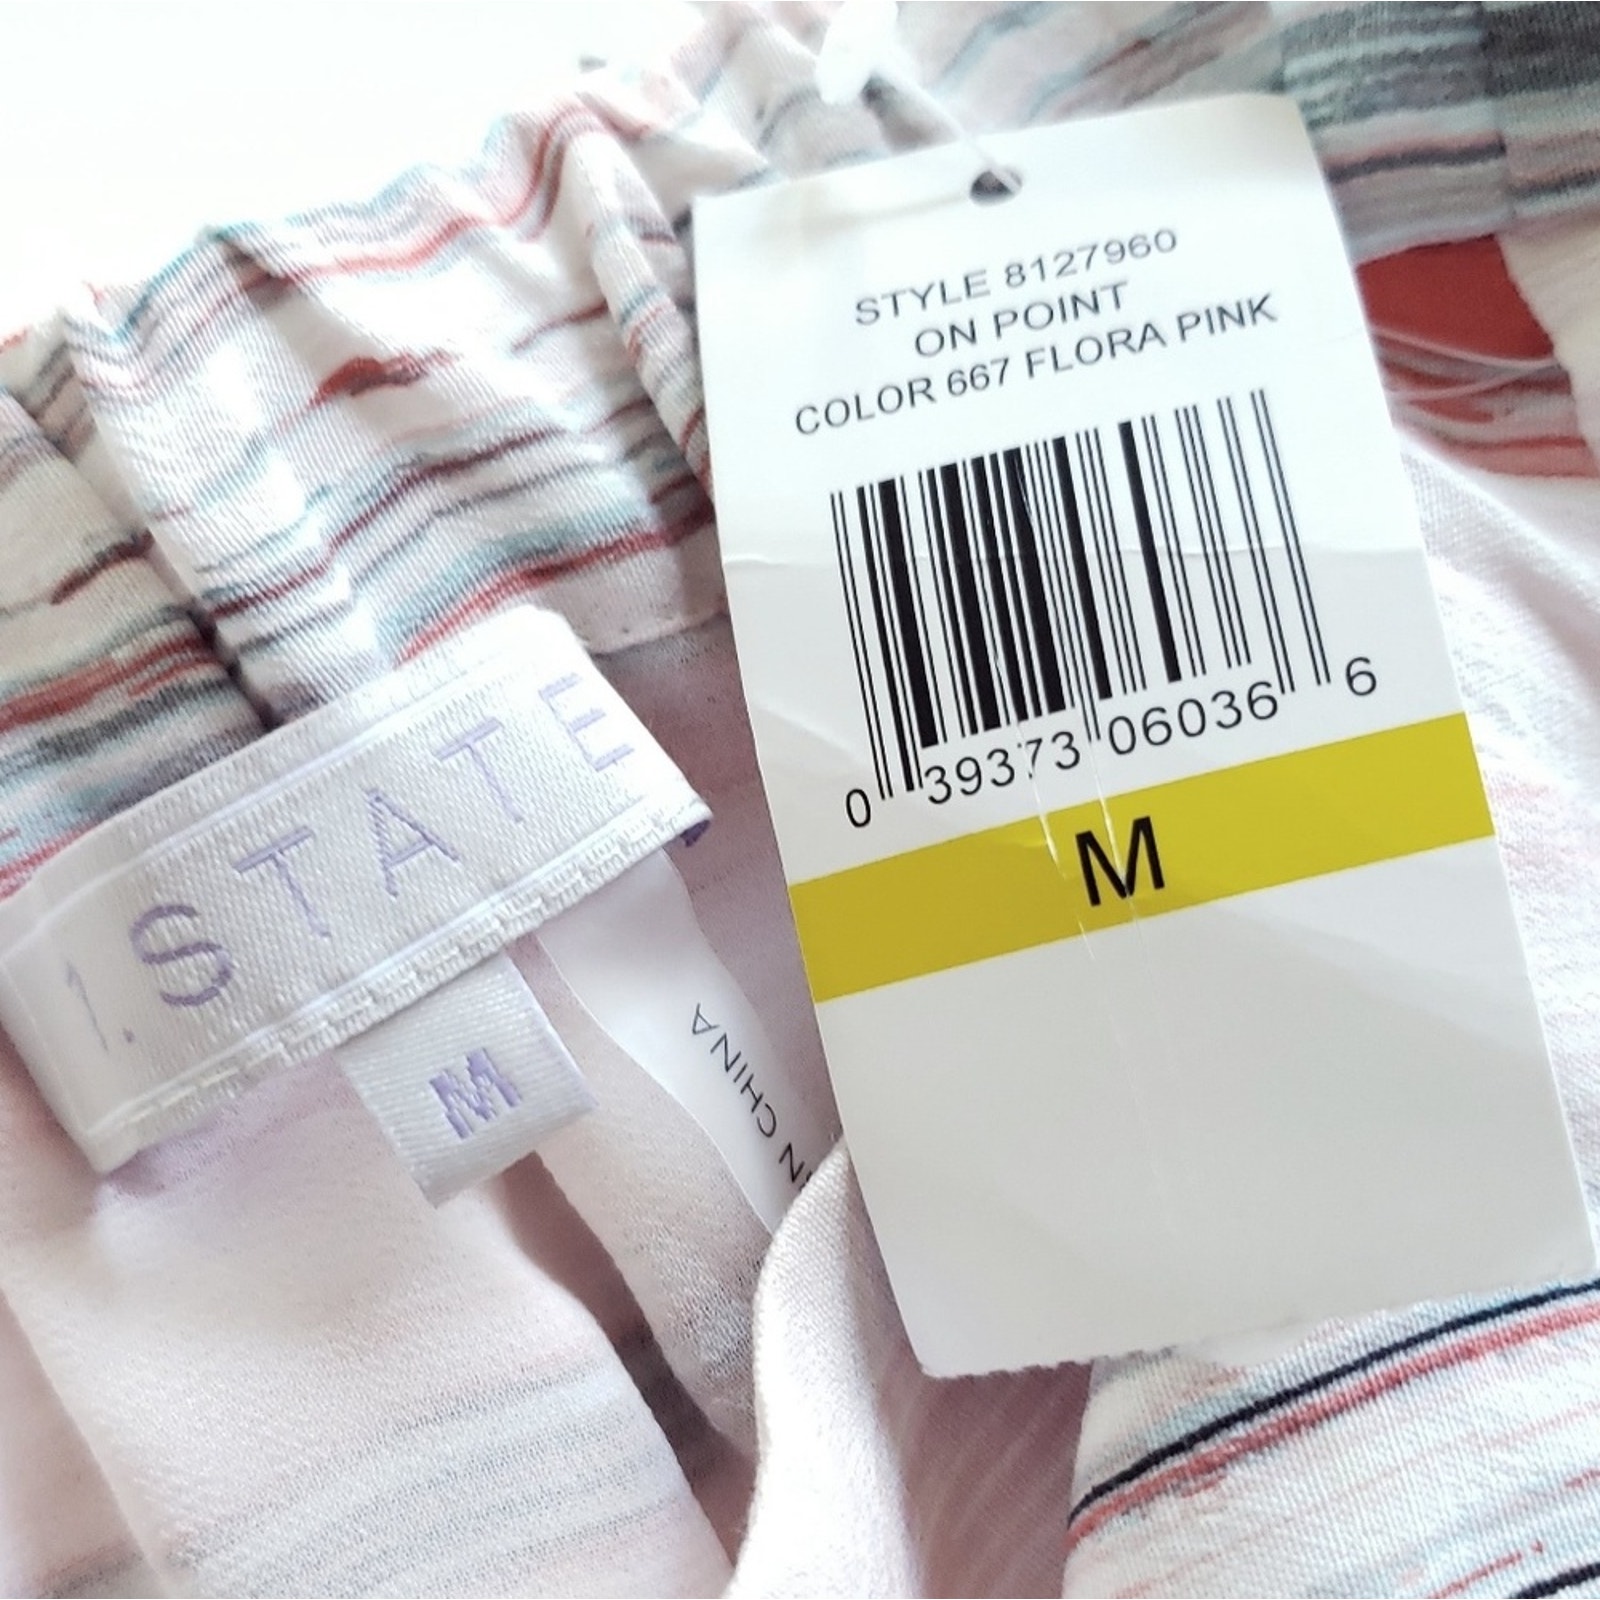 STYLE 8127960
ON POINT
COLOR 667 FLORA PINK
0 39373 06036 6
M
1.STATE
M
IN CHINA